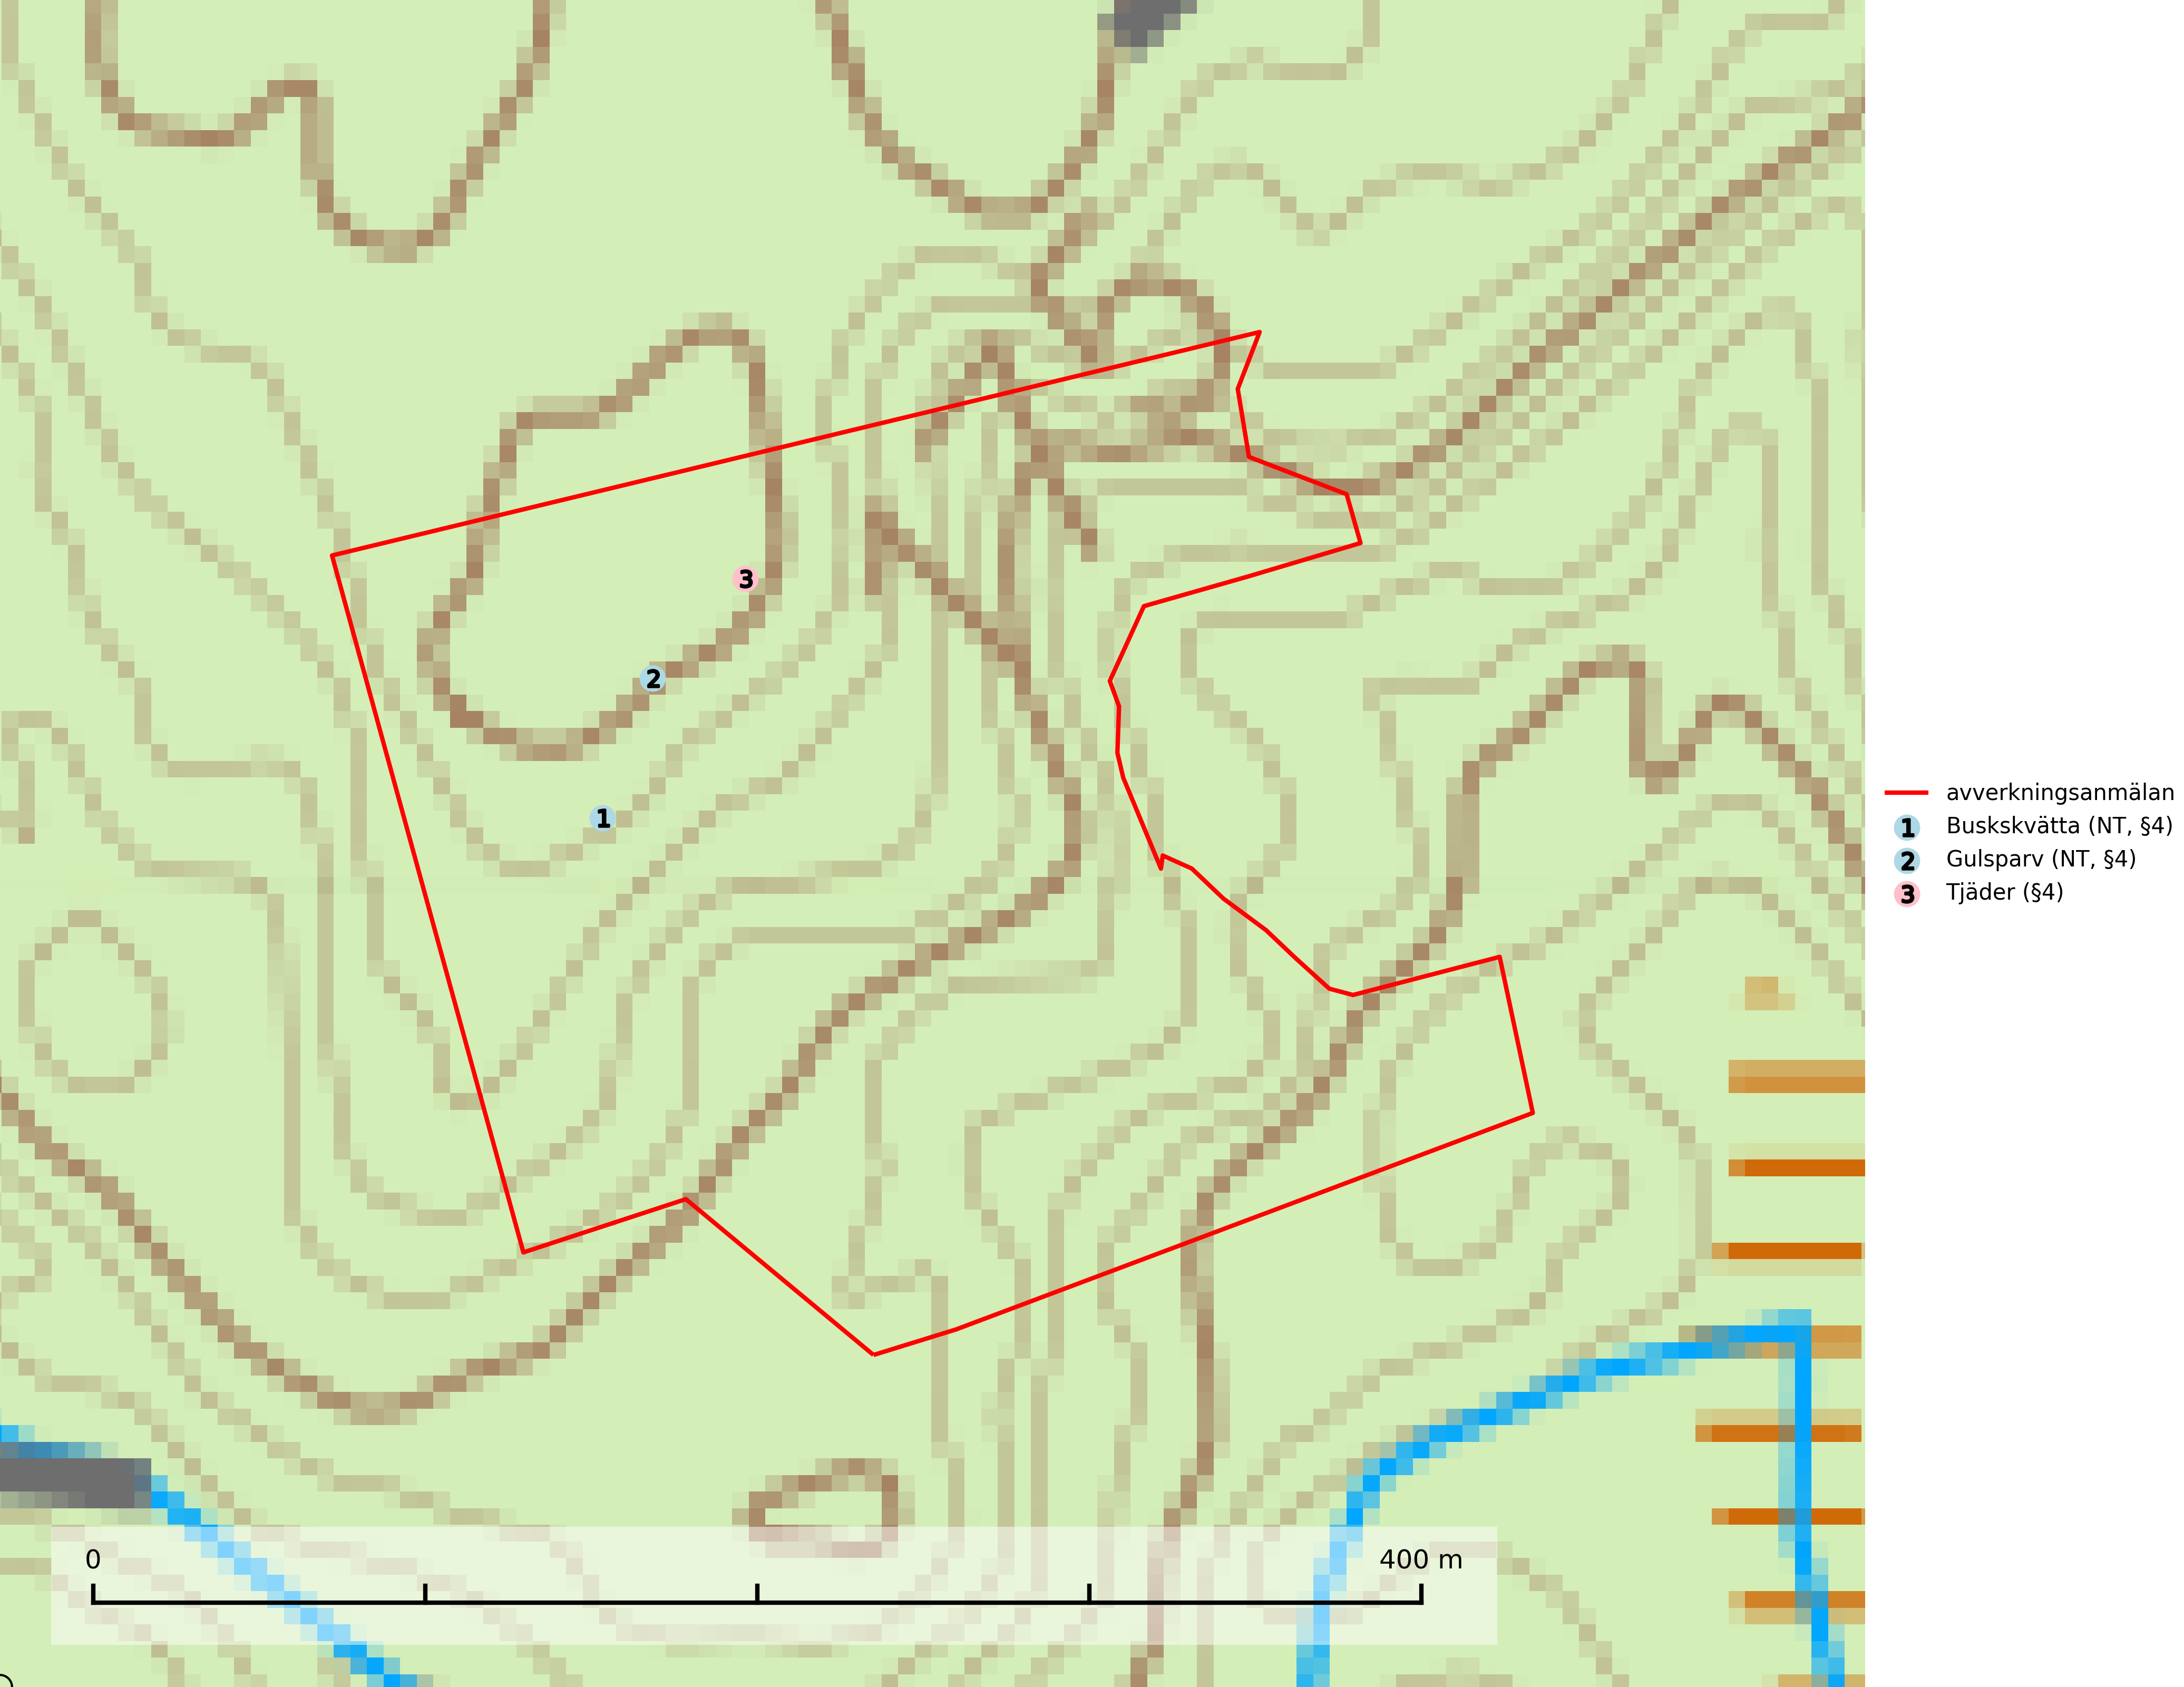 3
2
1
avverkningsanmälan
1 Buskskvätta (NT, §4)
2 Gulsparv (NT, §4)
3 Tjäder (§4)
0 400 m